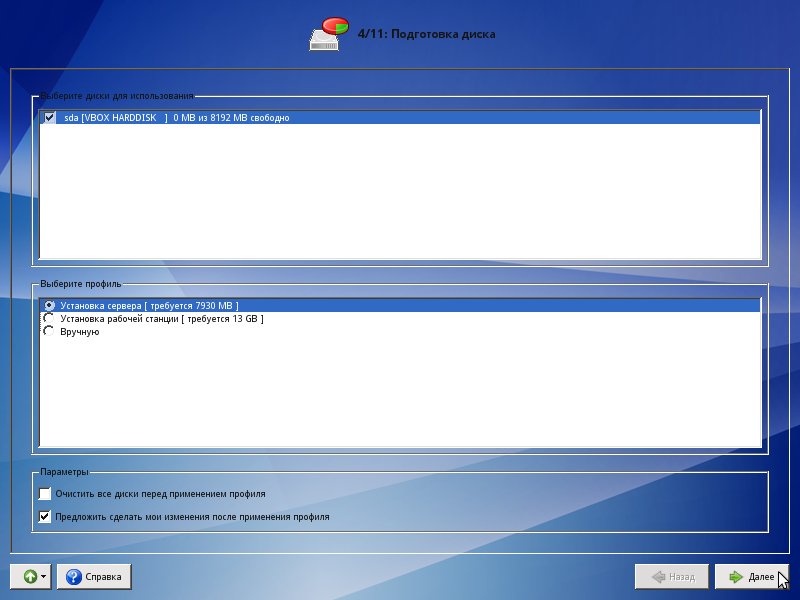 4/11: Подготовка диска
Выберите диски для использования
sda [VBOX HARDDISK ] 0 MB из 8192 MB свободно
Выберите профиль
Установка сервера [ требуется 7930 MB ]
Установка рабочей станции [ требуется 13 GB ]
Вручную
Параметры
Очистить все диски перед применением профиля
Предложить сделать мои изменения после применения профиля
Справка
Назад
Далее